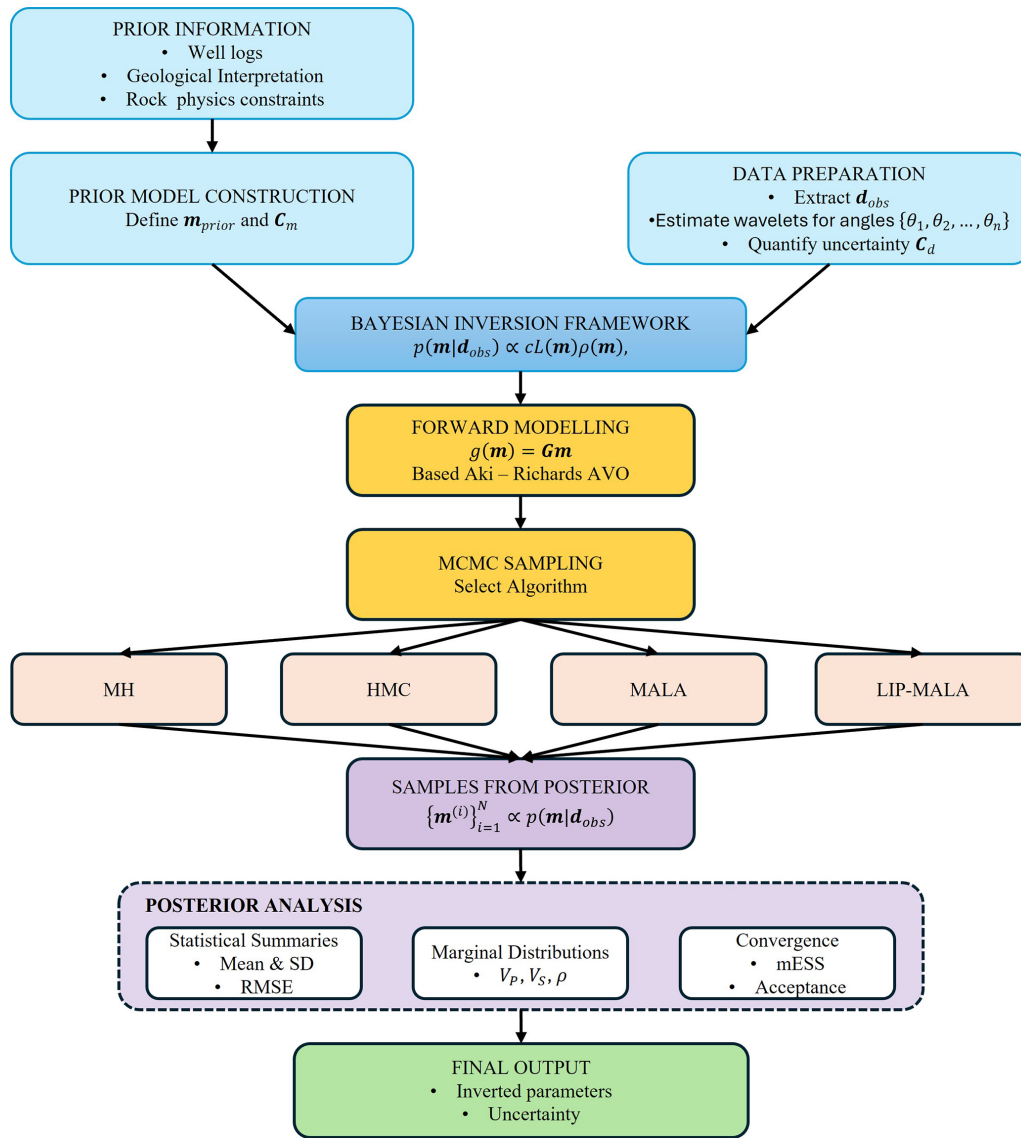 PRIOR INFORMATION
• Well logs
• Geological Interpretation
• Rock physics constraints
PRIOR MODEL CONSTRUCTION
Define 𝒎_prior and 𝑪_m
DATA PREPARATION
• Extract 𝒅_obs
•Estimate wavelets for angles {θ₁, θ₂, …, θₙ}
• Quantify uncertainty 𝑪_d
BAYESIAN INVERSION FRAMEWORK
p(𝒎|𝒅_obs) ∝ cL(𝒎)ρ(𝒎),
FORWARD MODELLING
g(𝒎) = 𝑮𝒎
Based Aki – Richards AVO
MCMC SAMPLING
Select Algorithm
MH
HMC
MALA
LIP-MALA
SAMPLES FROM POSTERIOR
{𝒎^(i)}_{i=1}^N ∝ p(𝒎|𝒅_obs)
POSTERIOR ANALYSIS
Statistical Summaries
• Mean & SD
• RMSE
Marginal Distributions
• V_P, V_S, ρ
Convergence
• mESS
• Acceptance
FINAL OUTPUT
• Inverted parameters
• Uncertainty